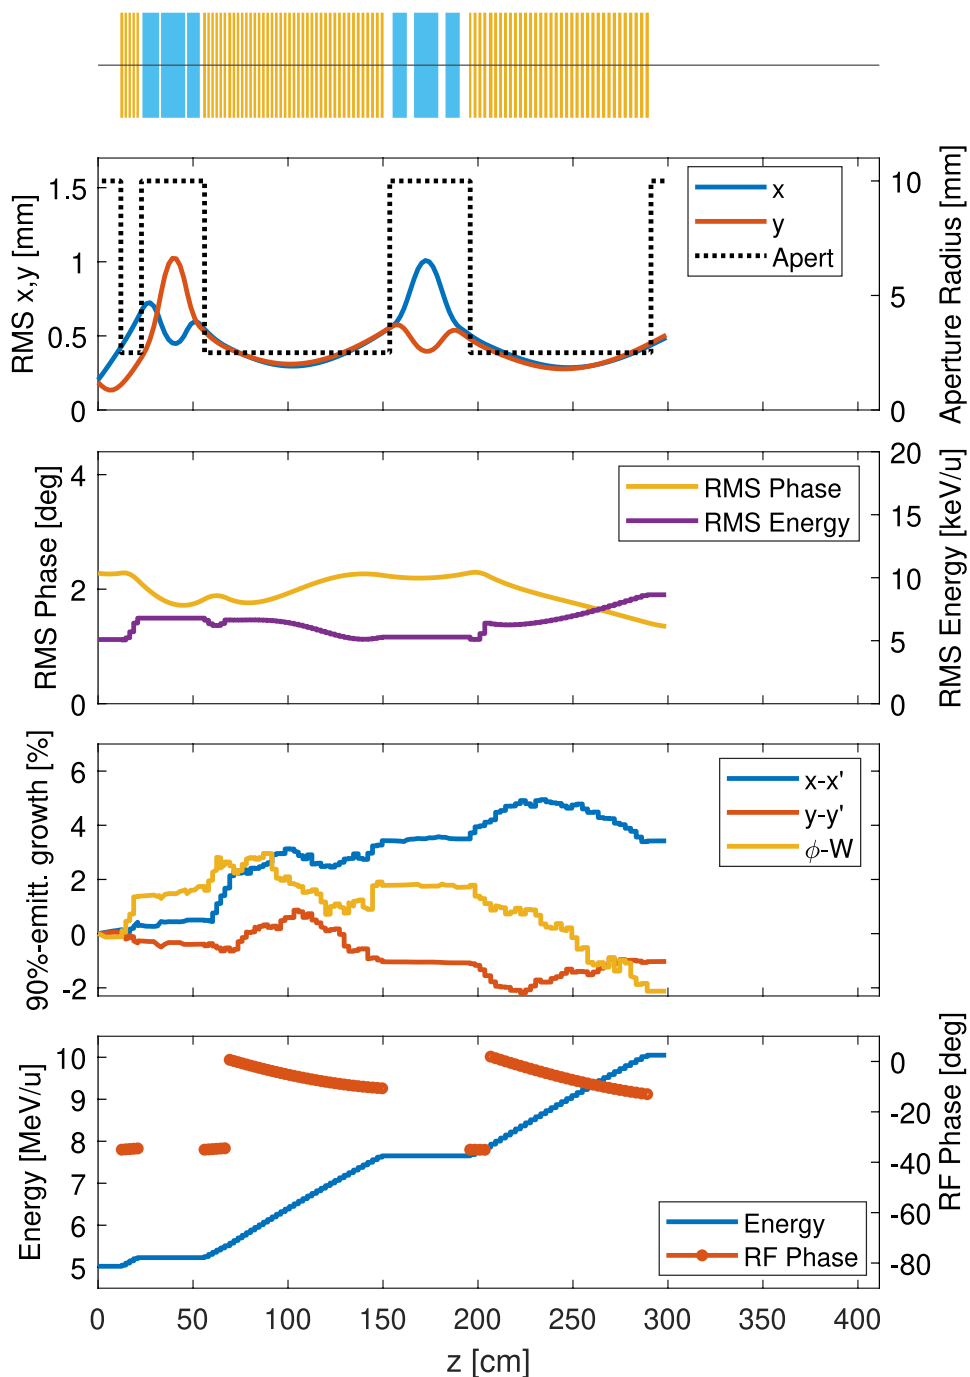 RMS x,y [mm]
1.5
1
0.5
0
x
y
Apert
10
5
0
Aperture Radius [mm]
RMS Phase [deg]
4
2
0
RMS Phase
RMS Energy
20
15
10
5
0
RMS Energy [keV/u]
90%-emitt. growth [%]
6
4
2
0
-2
x-x'
y-y'
ϕ-W
Energy [MeV/u]
10
9
8
7
6
5
Energy
RF Phase
0
-20
-40
-60
-80
RF Phase [deg]
0 50 100 150 200 250 300 350 400
z [cm]